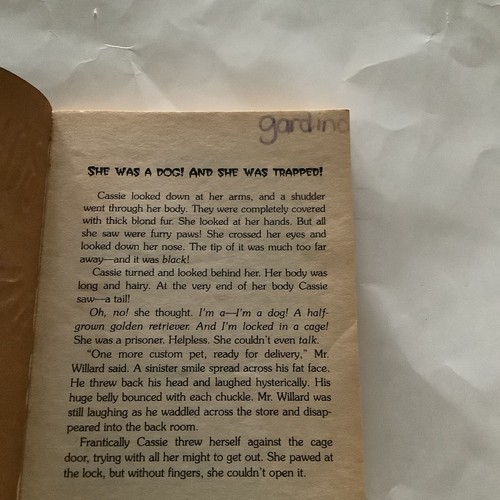 gardinc
SHE WAS A DOG! AND SHE WAS TRAPPED!
Cassie looked down at her arms, and a shudder
went through her body. They were completely covered
with thick blond fur. She looked at her hands. But all
she saw were furry paws! She crossed her eyes and
looked down her nose. The tip of it was much too far
away—and it was black!
Cassie turned and looked behind her. Her body was
long and hairy. At the very end of her body Cassie
saw—a tail!
Oh, no! she thought. I'm a—I'm a dog! A half-
grown golden retriever. And I'm locked in a cage!
She was a prisoner. Helpless. She couldn't even talk.
"One more custom pet, ready for delivery," Mr.
Willard said. A sinister smile spread across his fat face.
He threw back his head and laughed hysterically. His
huge belly bounced with each chuckle. Mr. Willard was
still laughing as he waddled across the store and disap-
peared into the back room.
Frantically Cassie threw herself against the cage
door, trying with all her might to get out. She pawed at
the lock, but without fingers, she couldn't open it.